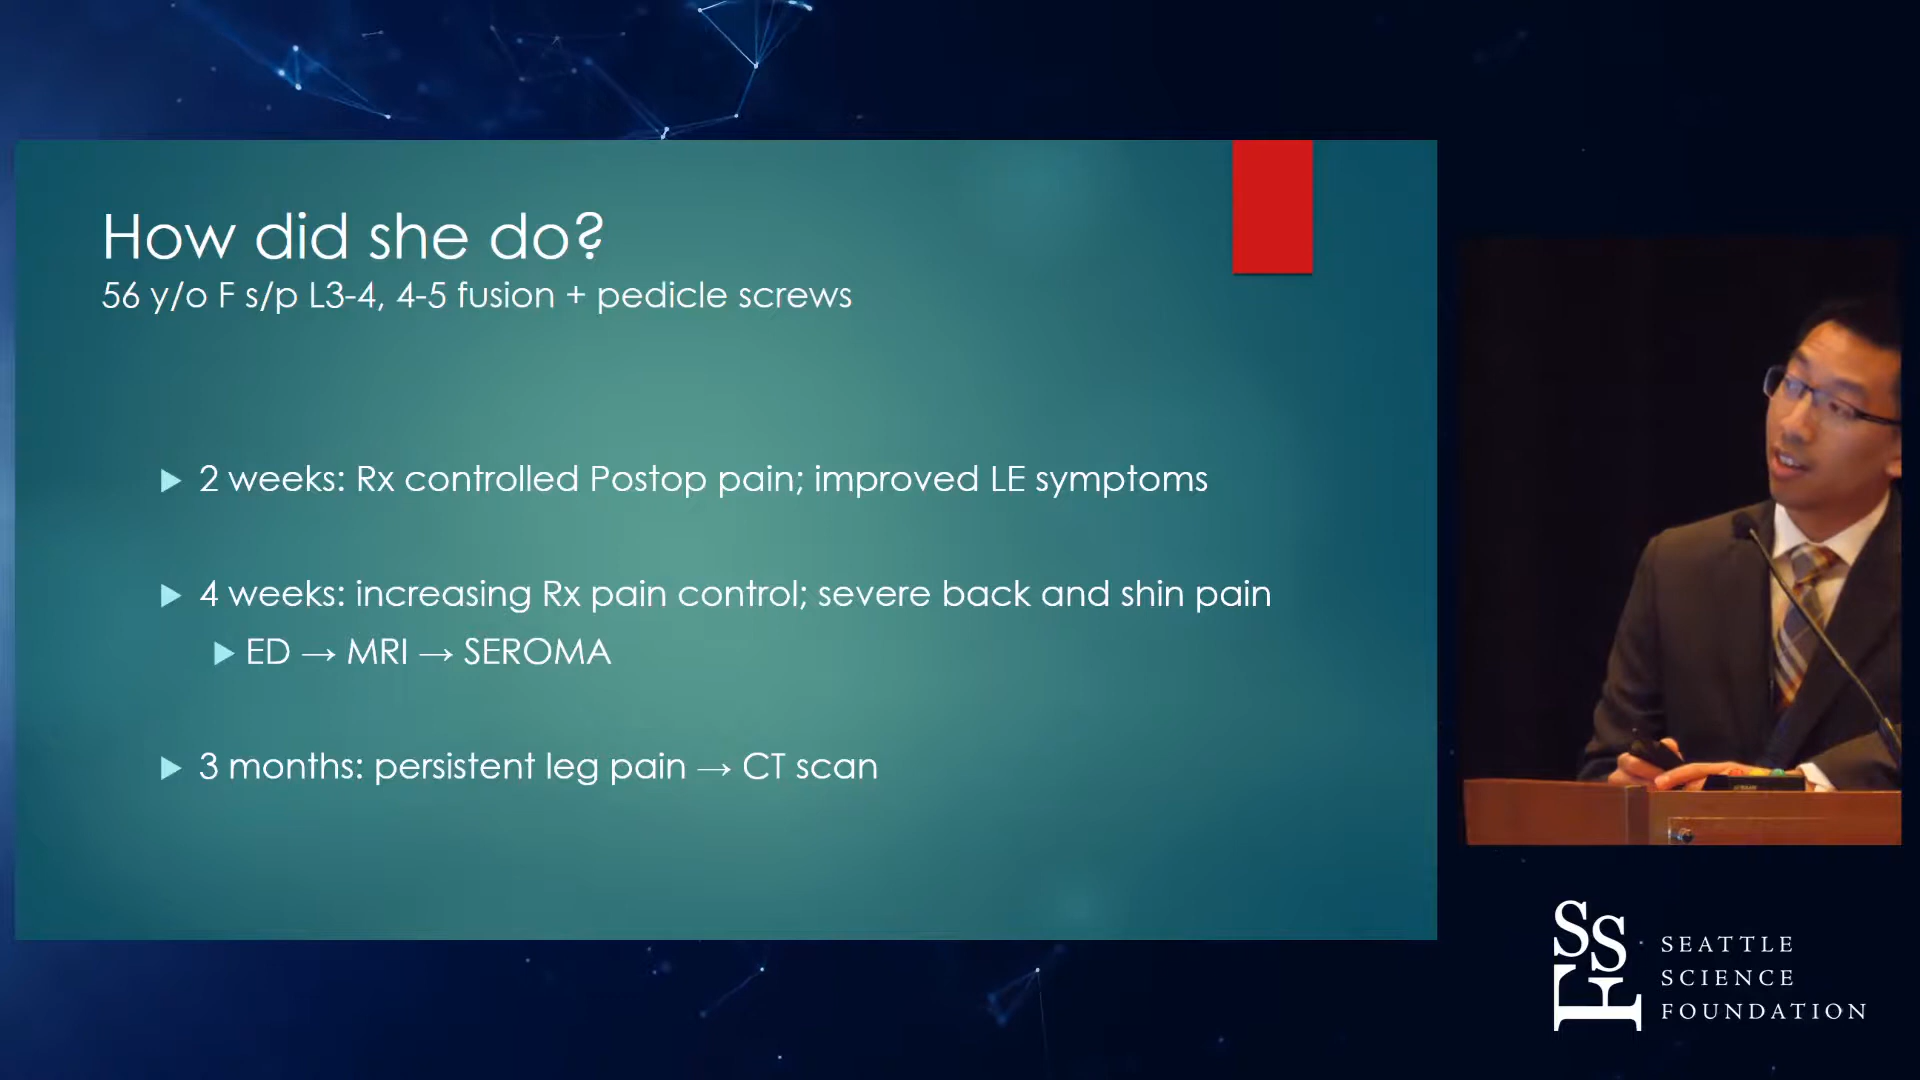 How did she do?
56 y/o F s/p L3-4, 4-5 fusion + pedicle screws
2 weeks: Rx controlled Postop pain; improved LE symptoms
4 weeks: increasing Rx pain control; severe back and shin pain
ED → MRI → SEROMA
3 months: persistent leg pain → CT scan
SSF
SEATTLE
SCIENCE
FOUNDATION